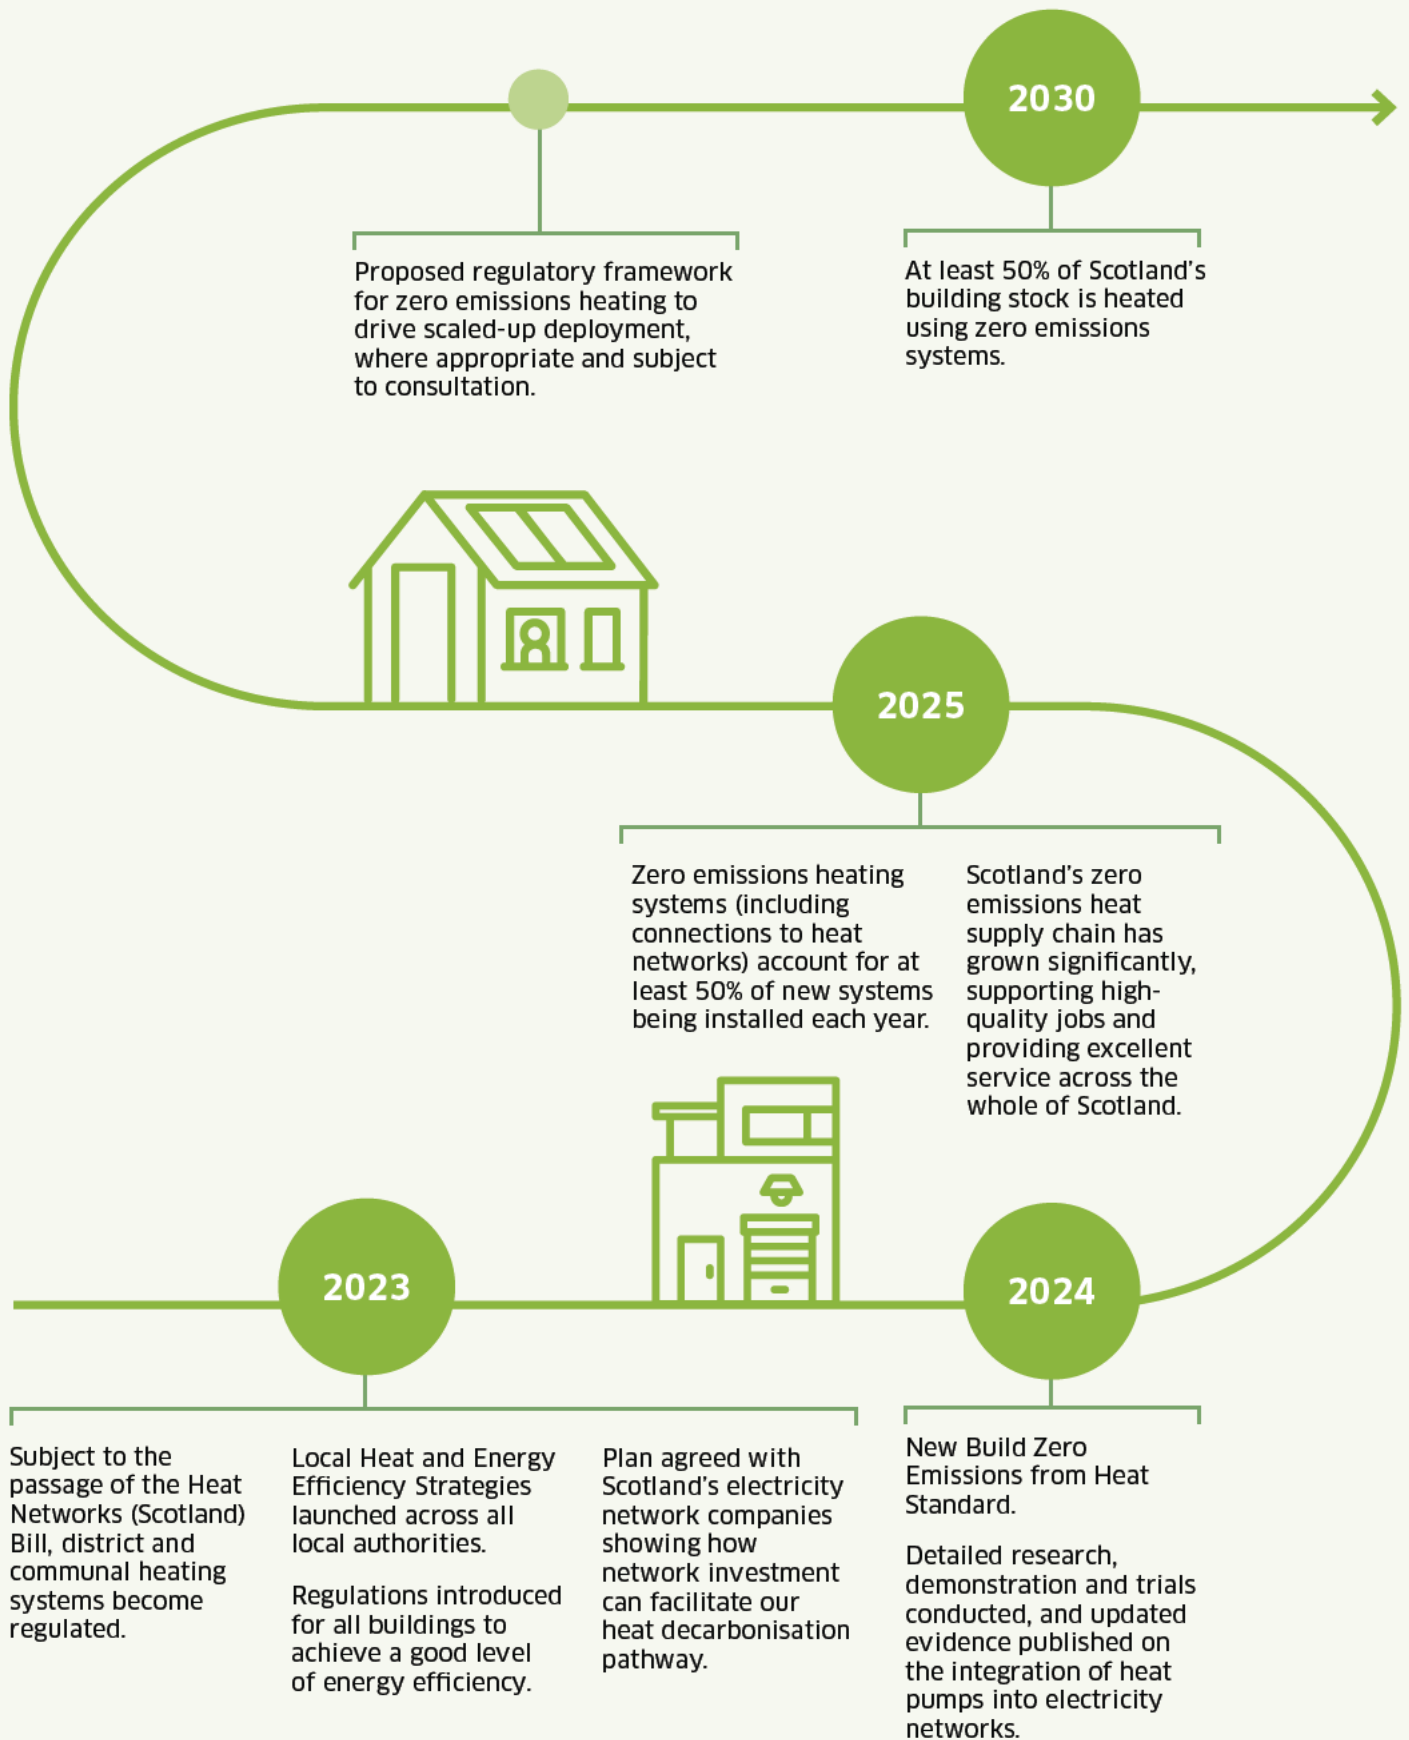 2030
Proposed regulatory framework
for zero emissions heating to
drive scaled-up deployment,
where appropriate and subject
to consultation.
At least 50% of Scotland's
building stock is heated
using zero emissions
systems.
2025
Zero emissions heating
systems (including
connections to heat
networks) account for at
least 50% of new systems
being installed each year.
Scotland's zero
emissions heat
supply chain has
grown significantly,
supporting high-
quality jobs and
providing excellent
service across the
whole of Scotland.
2023
2024
Subject to the
passage of the Heat
Networks (Scotland)
Bill, district and
communal heating
systems become
regulated.
Local Heat and Energy
Efficiency Strategies
launched across all
local authorities.
Regulations introduced
for all buildings to
achieve a good level
of energy efficiency.
Plan agreed with
Scotland's electricity
network companies
showing how
network investment
can facilitate our
heat decarbonisation
pathway.
New Build Zero
Emissions from Heat
Standard.
Detailed research,
demonstration and trials
conducted, and updated
evidence published on
the integration of heat
pumps into electricity
networks.